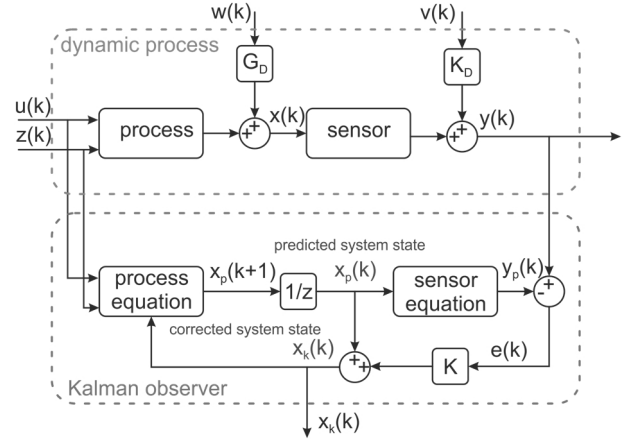 w(k)
v(k)
dynamic process
G_D
K_D
u(k)
z(k)
process
++
x(k)
sensor
++
y(k)
predicted system state
process equation
x_p(k+1)
1/z
x_p(k)
sensor equation
y_p(k)
-+
corrected system state
x_k(k)
++
K
e(k)
Kalman observer
x_k(k)